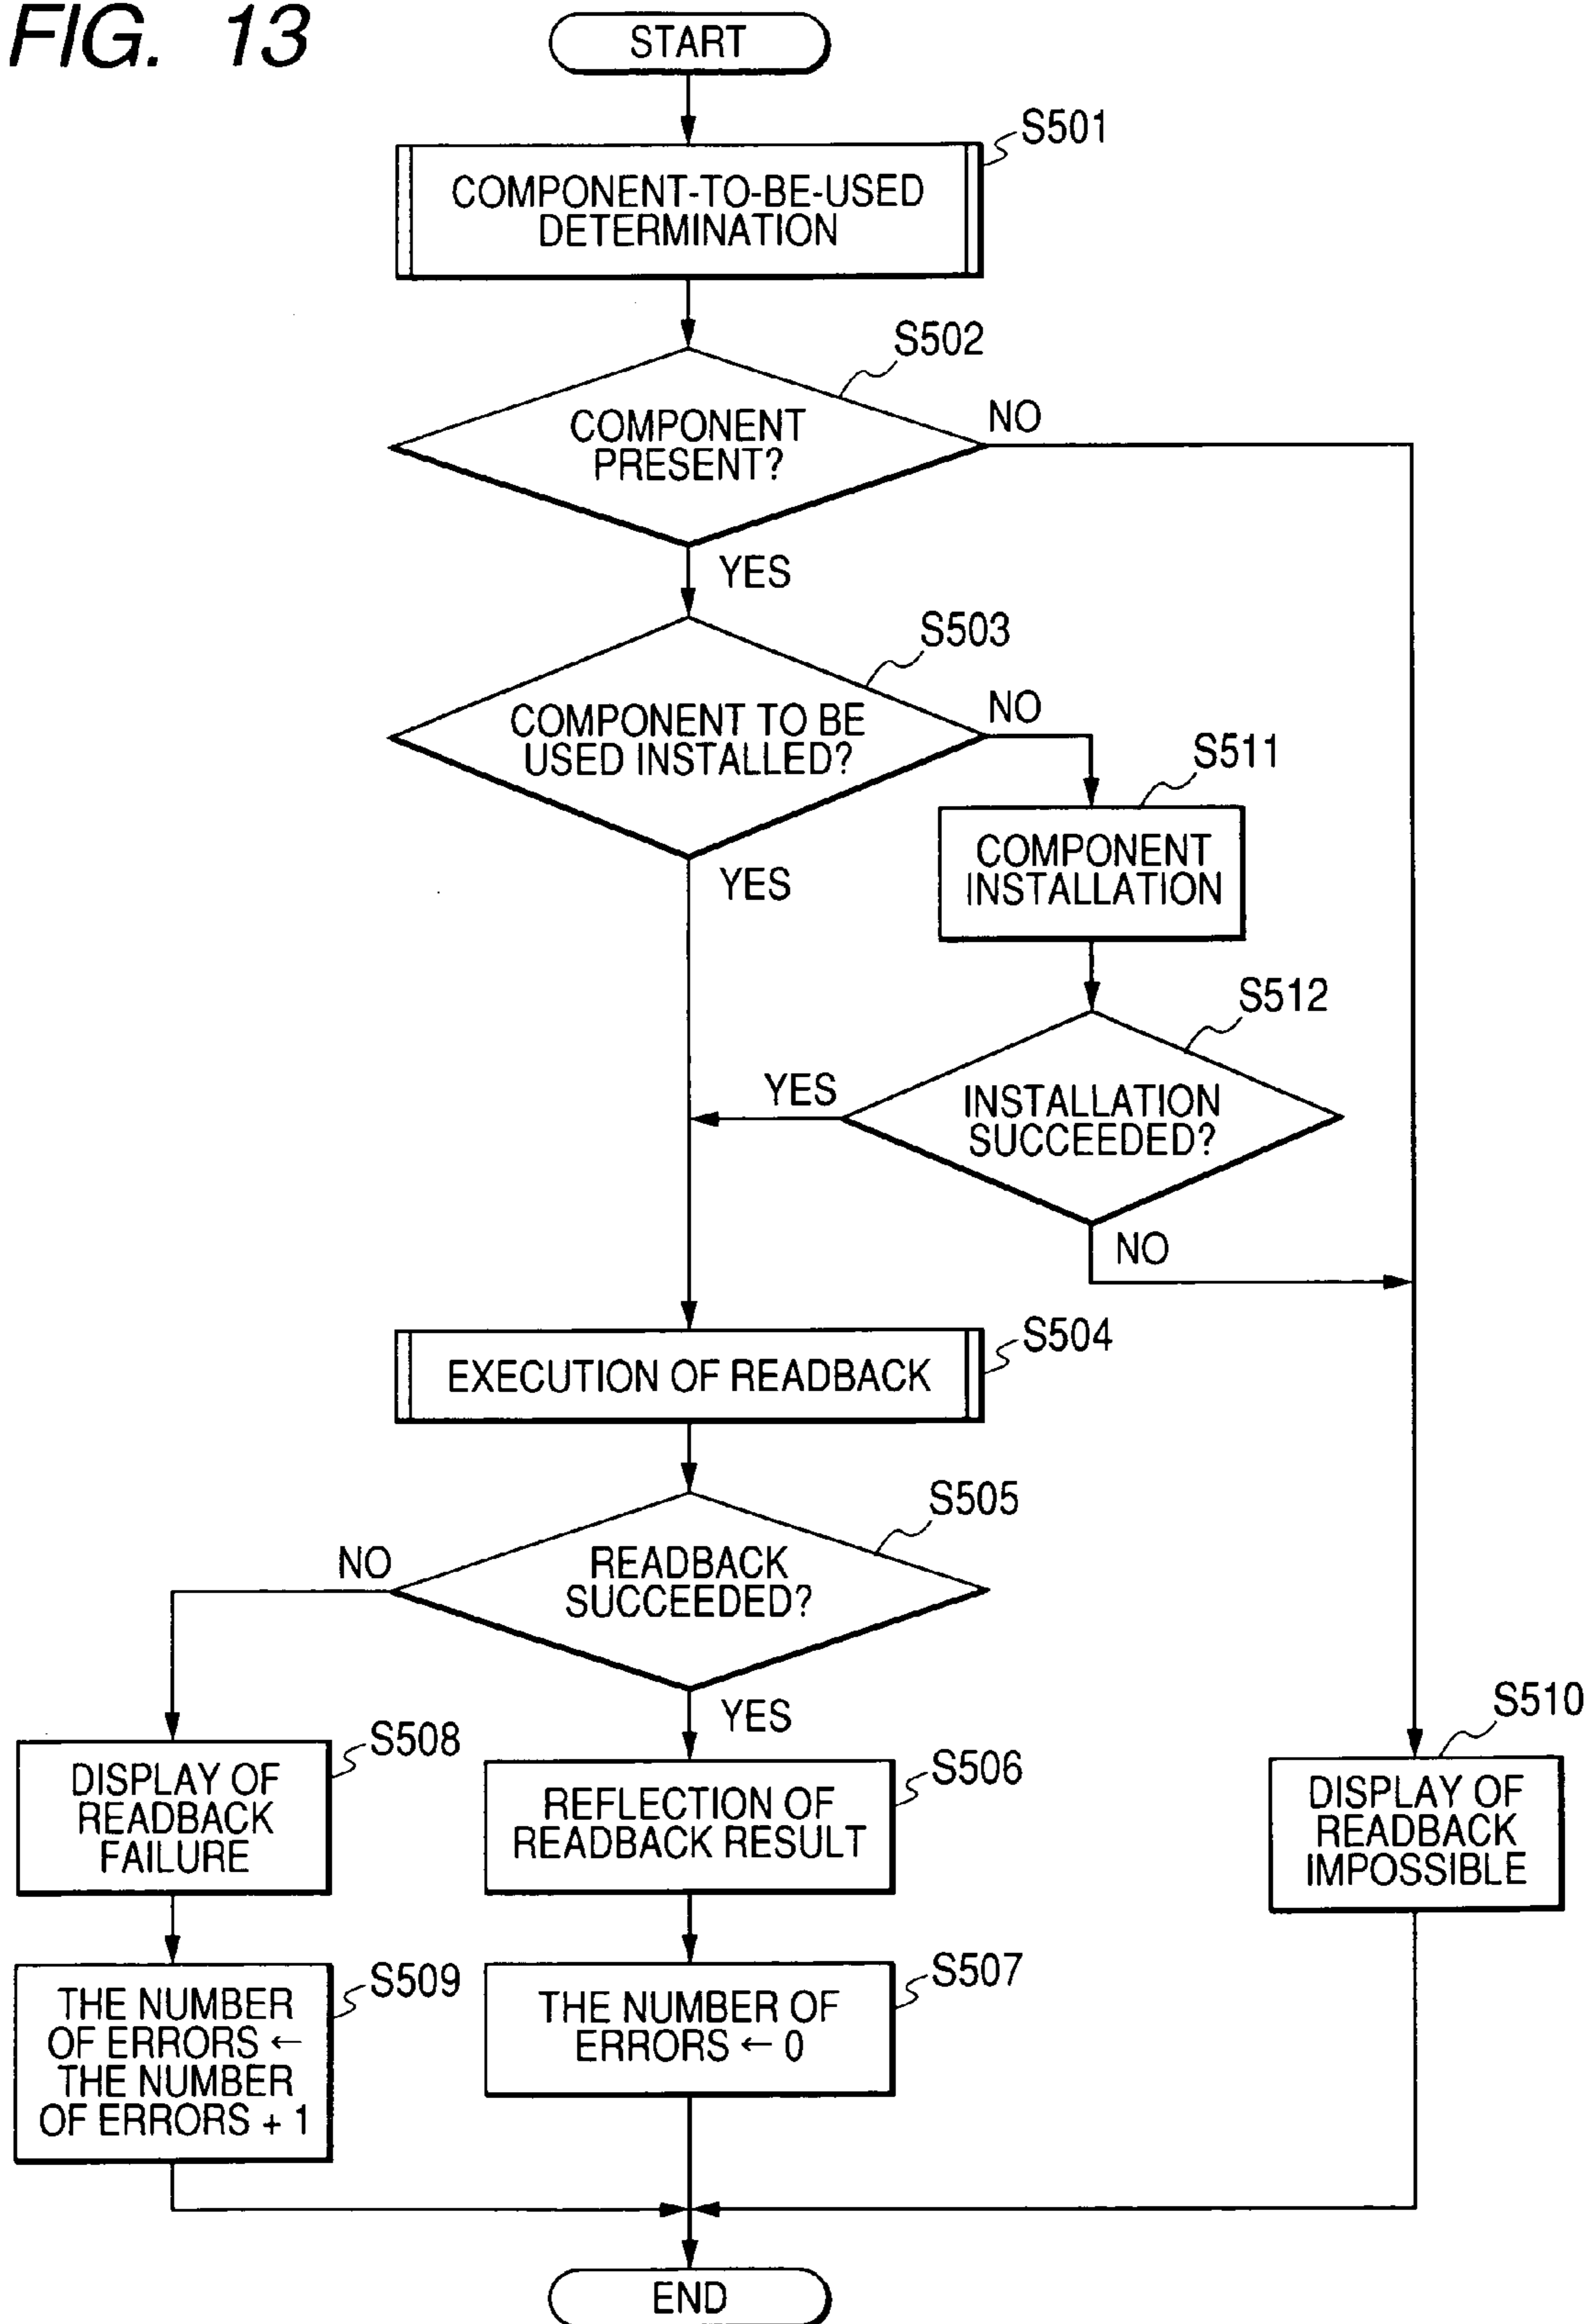 FIG. 13
START
S501
COMPONENT-TO-BE-USED
DETERMINATION
S502
COMPONENT
PRESENT?
NO
YES
S503
COMPONENT TO BE
USED INSTALLED?
NO
YES
S511
COMPONENT
INSTALLATION
S512
INSTALLATION
SUCCEEDED?
YES
NO
S504
EXECUTION OF READBACK
S505
READBACK
SUCCEEDED?
NO
YES
S508
DISPLAY OF
READBACK
FAILURE
S506
REFLECTION OF
READBACK RESULT
S510
DISPLAY OF
READBACK
IMPOSSIBLE
S509
THE NUMBER
OF ERRORS ←
THE NUMBER
OF ERRORS + 1
S507
THE NUMBER OF
ERRORS ← 0
END